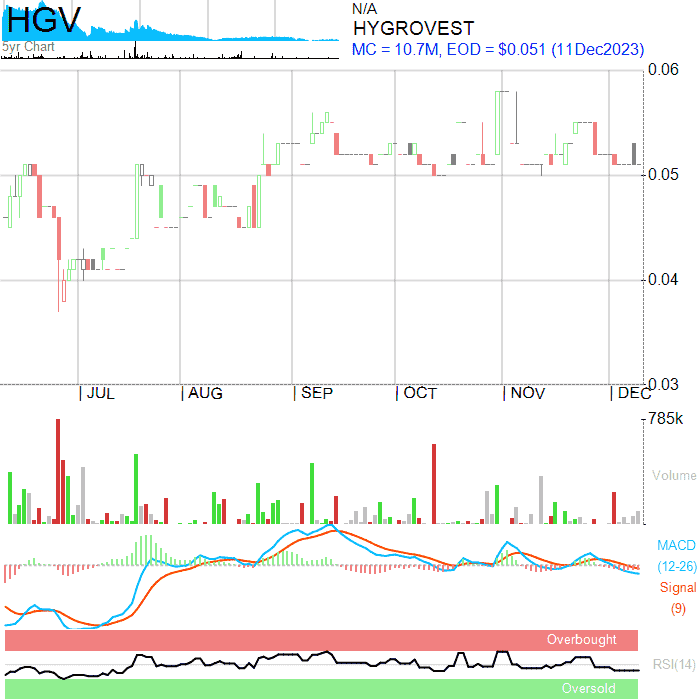 HGV
5yr Chart
N/A
HYGROVEST
MC = 10.7M, EOD = $0.051 (11Dec2023)
0.06
0.05
0.04
0.03
JUL
AUG
SEP
OCT
NOV
DEC
785k
Volume
MACD
(12-26)
Signal
(9)
Overbought
RSI(14)
Oversold